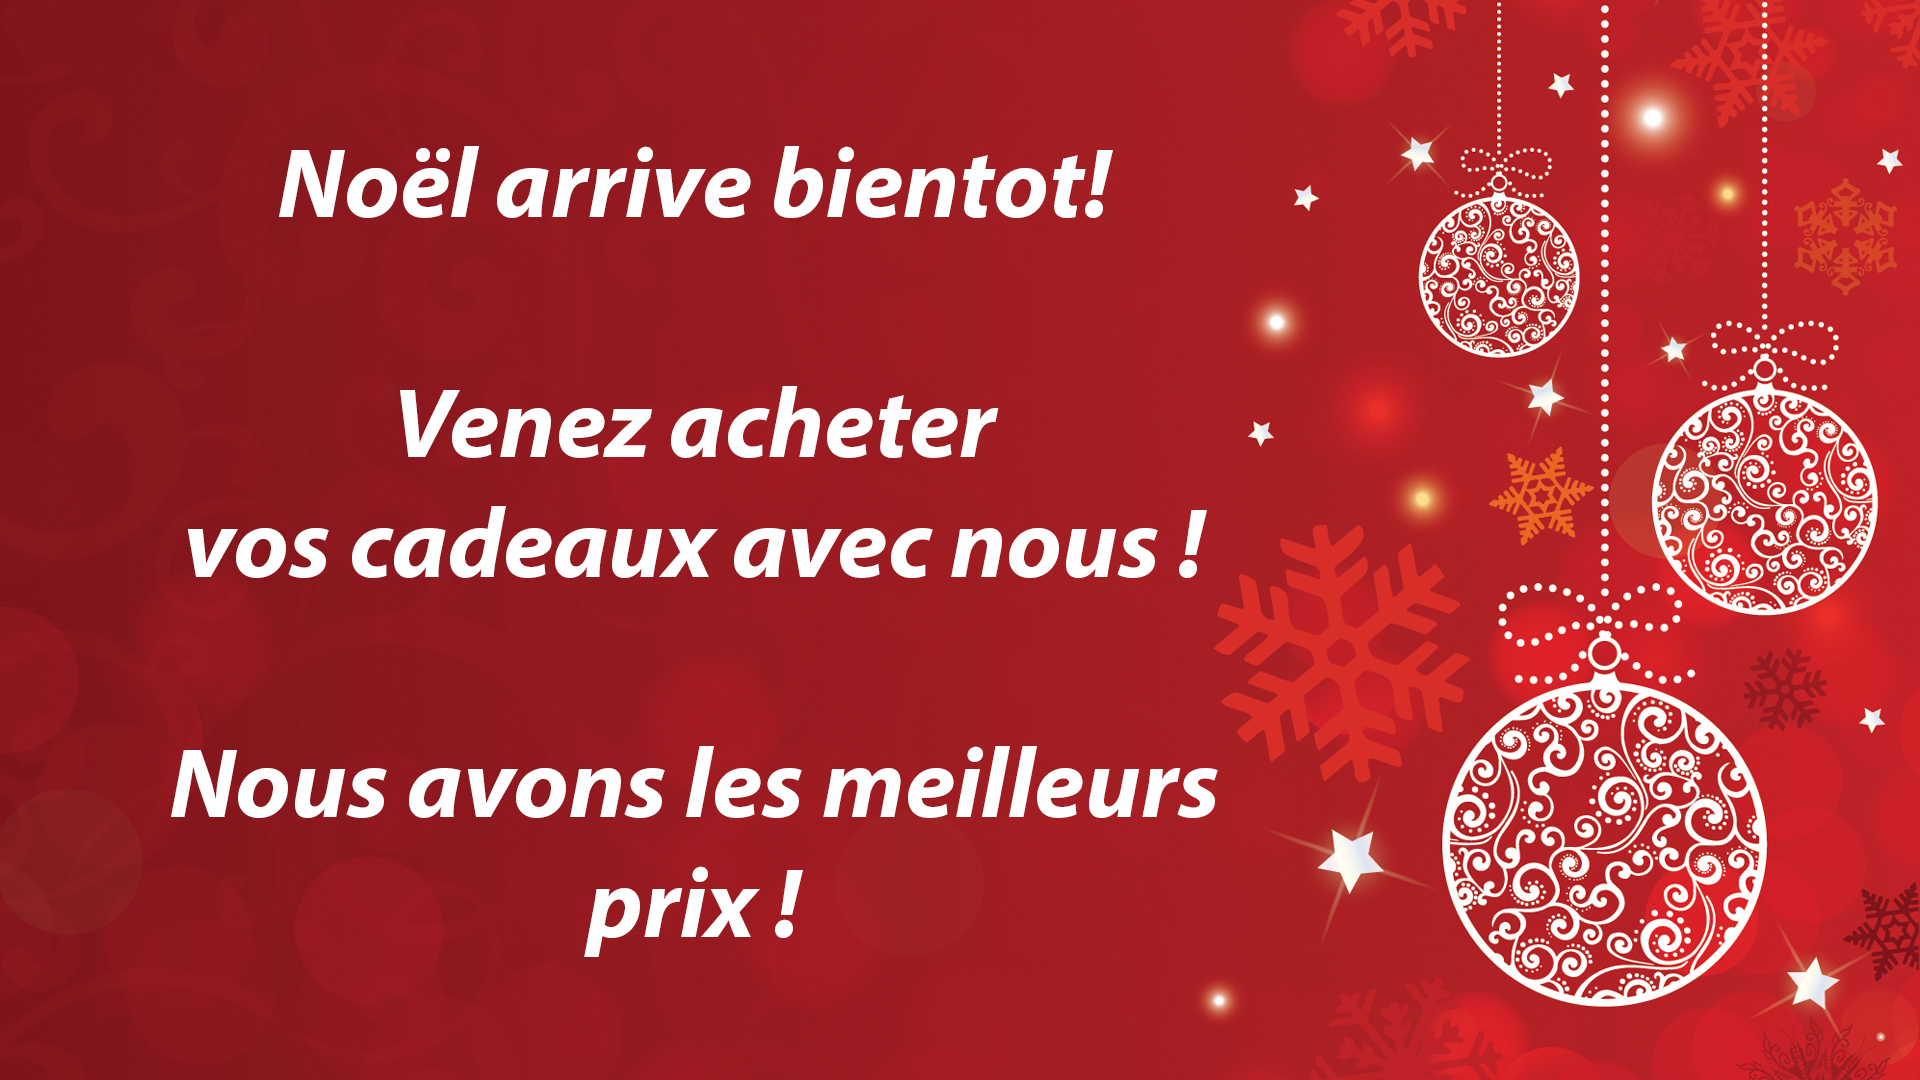 Noël arrive bientot!
Venez acheter
vos cadeaux avec nous !
Nous avons les meilleurs
prix !